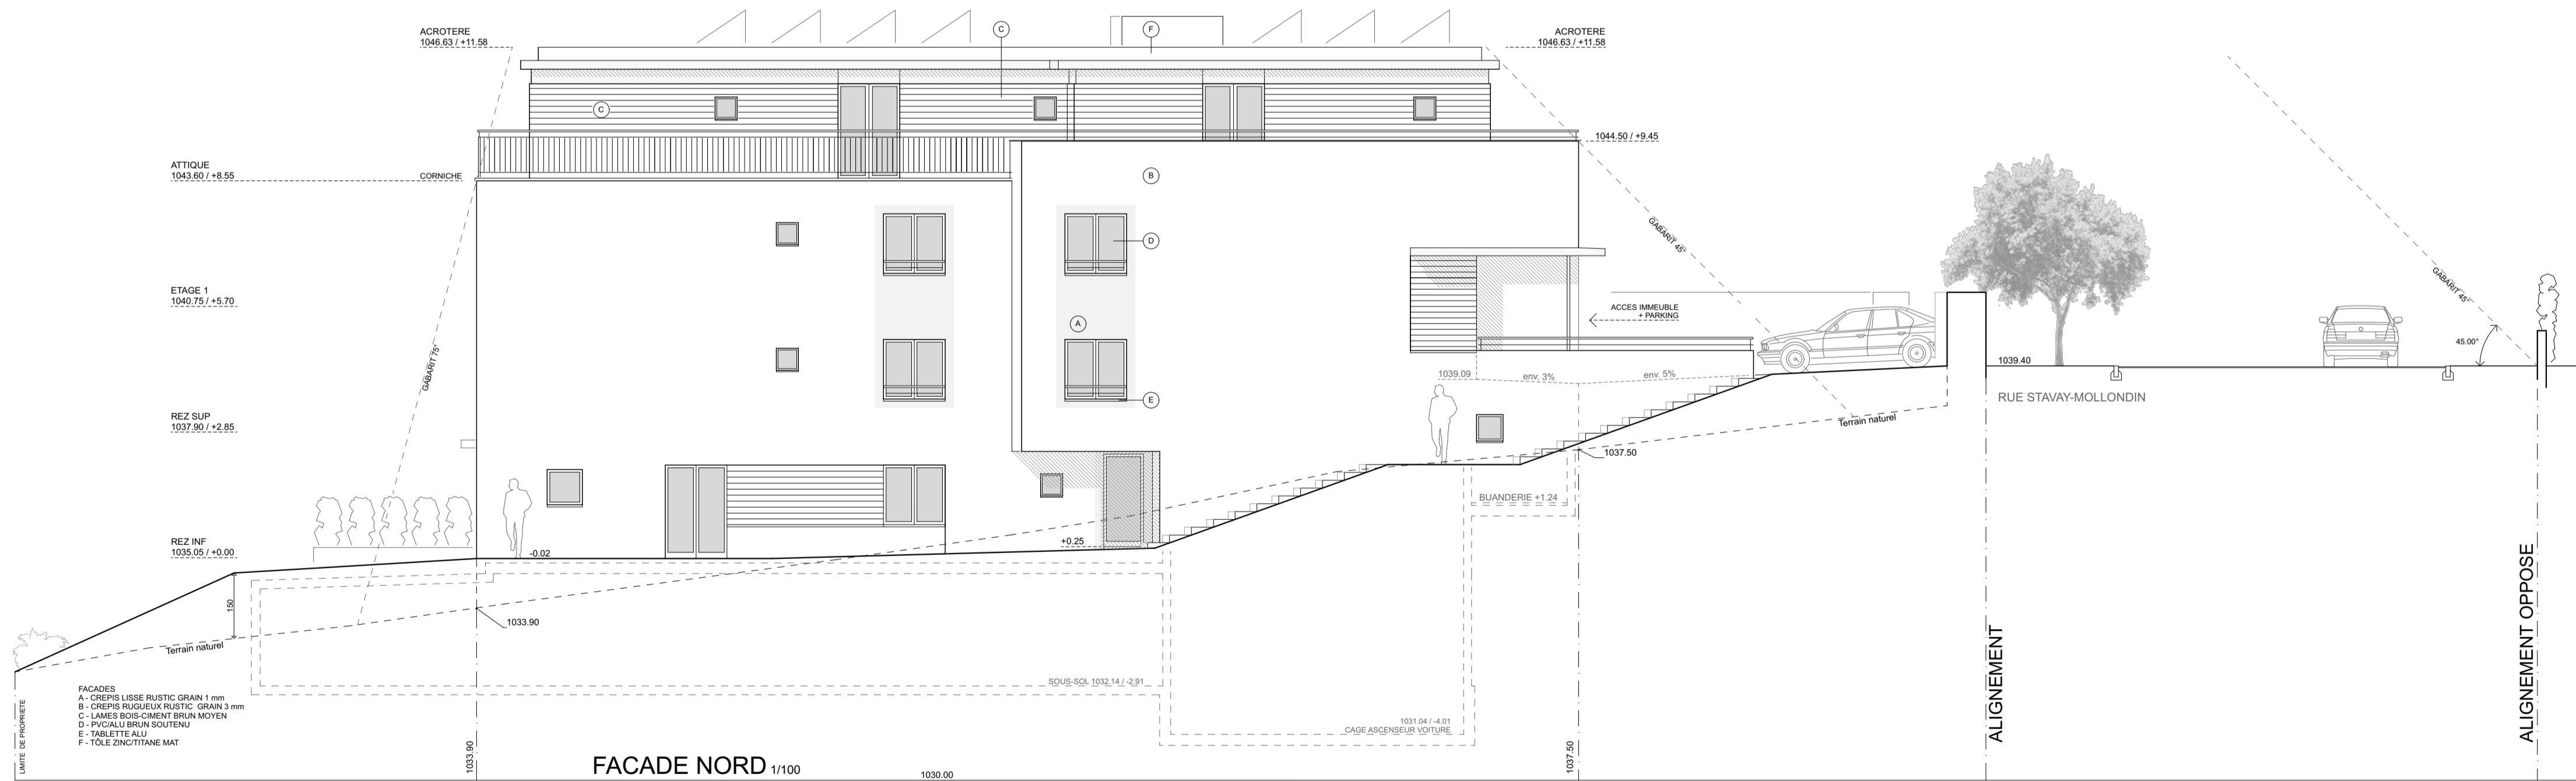 ACROTERE
1046.63 / +11.58
C
F
ACROTERE
1046.63 / +11.58
C
1044.50 / +9.45
ATTIQUE
1043.60 / +8.55
CORNICHE
B
GABARIT 45°
D
GABARIT 45°
ETAGE 1
1040.75 / +5.70
ACCES IMMEUBLE
+ PARKING
A
45.00°
GABARIT 75°
1039.40
1039.09
env. 3%
env. 5%
E
RUE STAVAY-MOLLONDIN
REZ SUP
1037.90 / +2.85
Terrain naturel
1037.50
BUANDERIE +1.24
REZ INF
1035.05 / +0.00
-0.02
+0.25
150
1033.90
Terrain naturel
SOUS-SOL 1032.14 / -2.91
1031.04 / -4.01
CAGE ASCENSEUR VOITURE
FACADES
A - CREPIS LISSE RUSTIC GRAIN 1 mm
B - CREPIS RUGUEUX RUSTIC GRAIN 3 mm
C - LAMES BOIS-CIMENT BRUN MOYEN
D - PVC/ALU BRUN SOUTENU
E - TABLETTE ALU
F - TÔLE ZINC/TITANE MAT
LIMITE DE PROPRIETE
1033.90
FACADE NORD 1/100
1030.00
1037.50
ALIGNEMENT
ALIGNEMENT OPPOSE